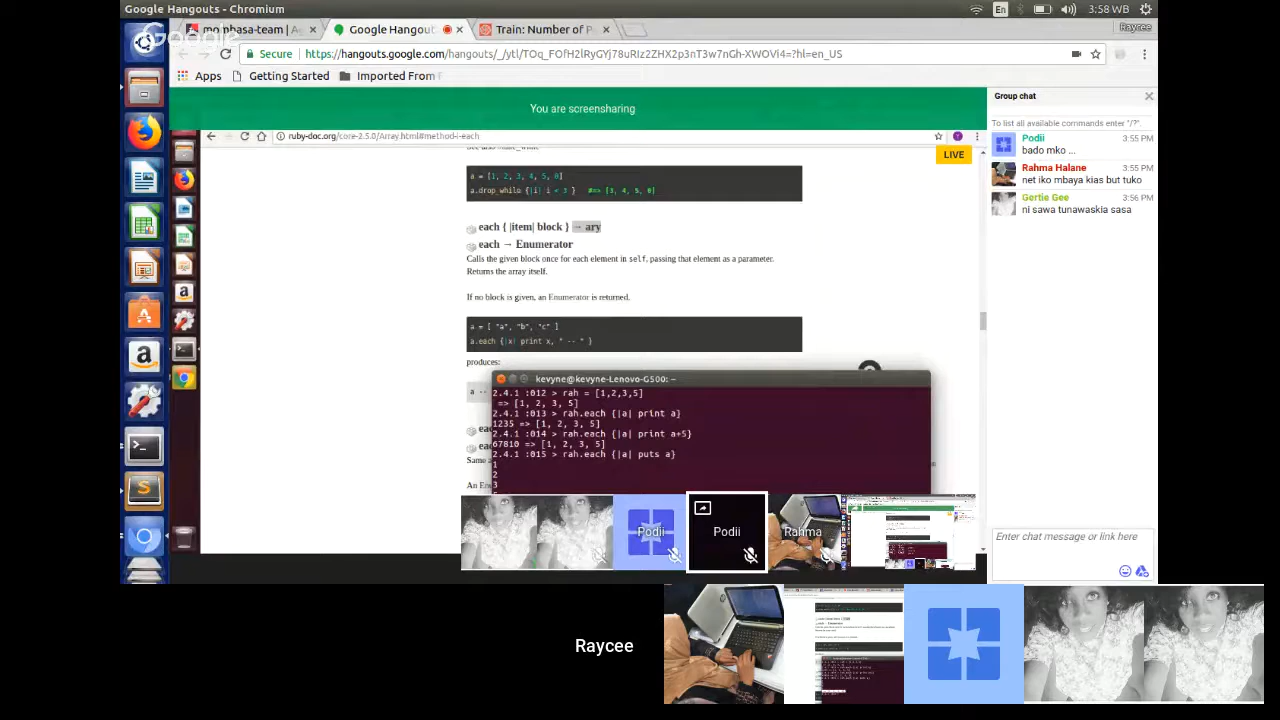 Google Hangouts - Chromium
En
3:58 WB
mombasa-team | A
Google Hangout
Train: Number of P
Raycee
Google
Secure
https://hangouts.google.com/hangouts/_/ytl/TOq_FOfH2lRyGYj78uRIz2ZHX2p3nT3w7nGh-XWOVi4=?hl=en_US
Apps
Getting Started
Imported From F
You are screensharing
Group chat
To list all available commands enter "/?".
Podii 3:55 PM
bado mko ...
Rahma Halane 3:55 PM
net iko mbaya kias but tuko
Gertie Gee 3:56 PM
ni sawa tunawaskia sasa
ruby-doc.org/core-2.5.0/Array.html#method-i-each
LIVE
a = [1, 2, 3, 4, 5, 0]
a.drop_while {|i| i < 3 } #=> [3, 4, 5, 0]
each { |item| block } → ary
each → Enumerator
Calls the given block once for each element in self, passing that element as a parameter.
Returns the array itself.
If no block is given, an Enumerator is returned.
a = [ "a", "b", "c" ]
a.each {|x| print x, " -- " }
produces:
a --
Same a
An En
kevyne@kevyne-Lenovo-G500: ~
2.4.1 :012 > rah = [1,2,3,5]
=> [1, 2, 3, 5]
2.4.1 :013 > rah.each {|a| print a}
1235 => [1, 2, 3, 5]
2.4.1 :014 > rah.each {|a| print a+5}
67810 => [1, 2, 3, 5]
2.4.1 :015 > rah.each {|a| puts a}
1
2
3
Podii
Podii
Rahma
Enter chat message or link here
Raycee